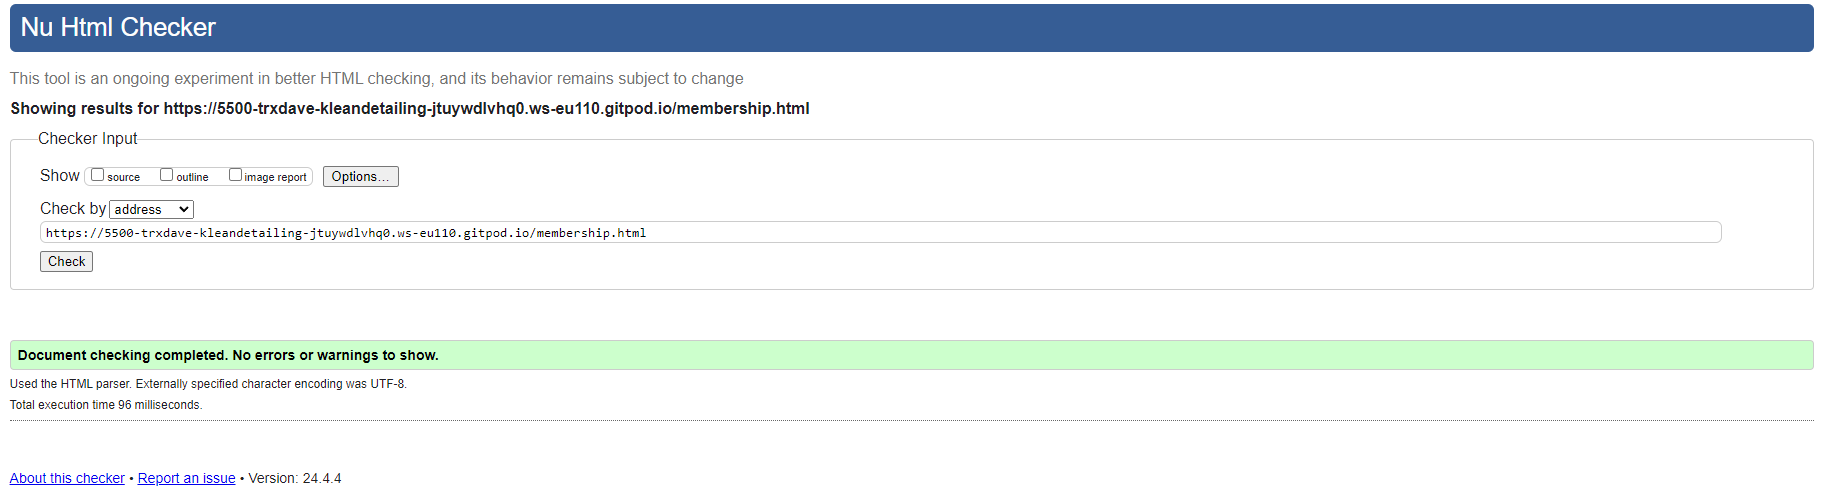 Nu Html Checker
This tool is an ongoing experiment in better HTML checking, and its behavior remains subject to change
Showing results for https://5500-trxdave-kleandetailing-jtuywdlvhq0.ws-eu110.gitpod.io/membership.html
Checker Input
Show source outline image report Options...
Check by address
https://5500-trxdave-kleandetailing-jtuywdlvhq0.ws-eu110.gitpod.io/membership.html
Check
Document checking completed. No errors or warnings to show.
Used the HTML parser. Externally specified character encoding was UTF-8.
Total execution time 96 milliseconds.
About this checker • Report an issue • Version: 24.4.4